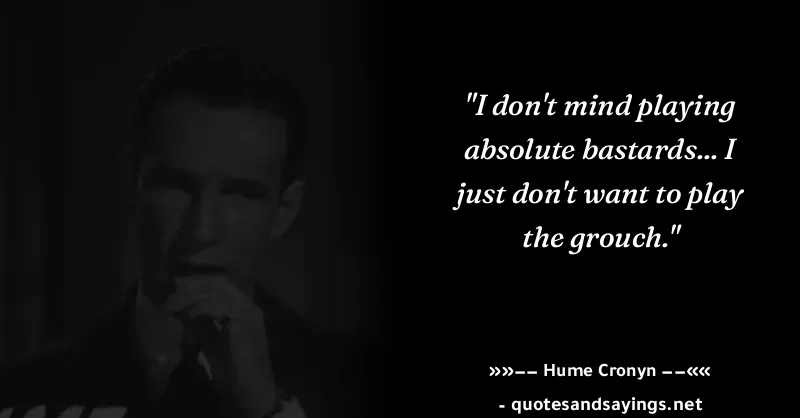 "I don't mind playing
absolute bastards... I
just don't want to play
the grouch."
»»−− Hume Cronyn −−««
- quotesandsayings.net